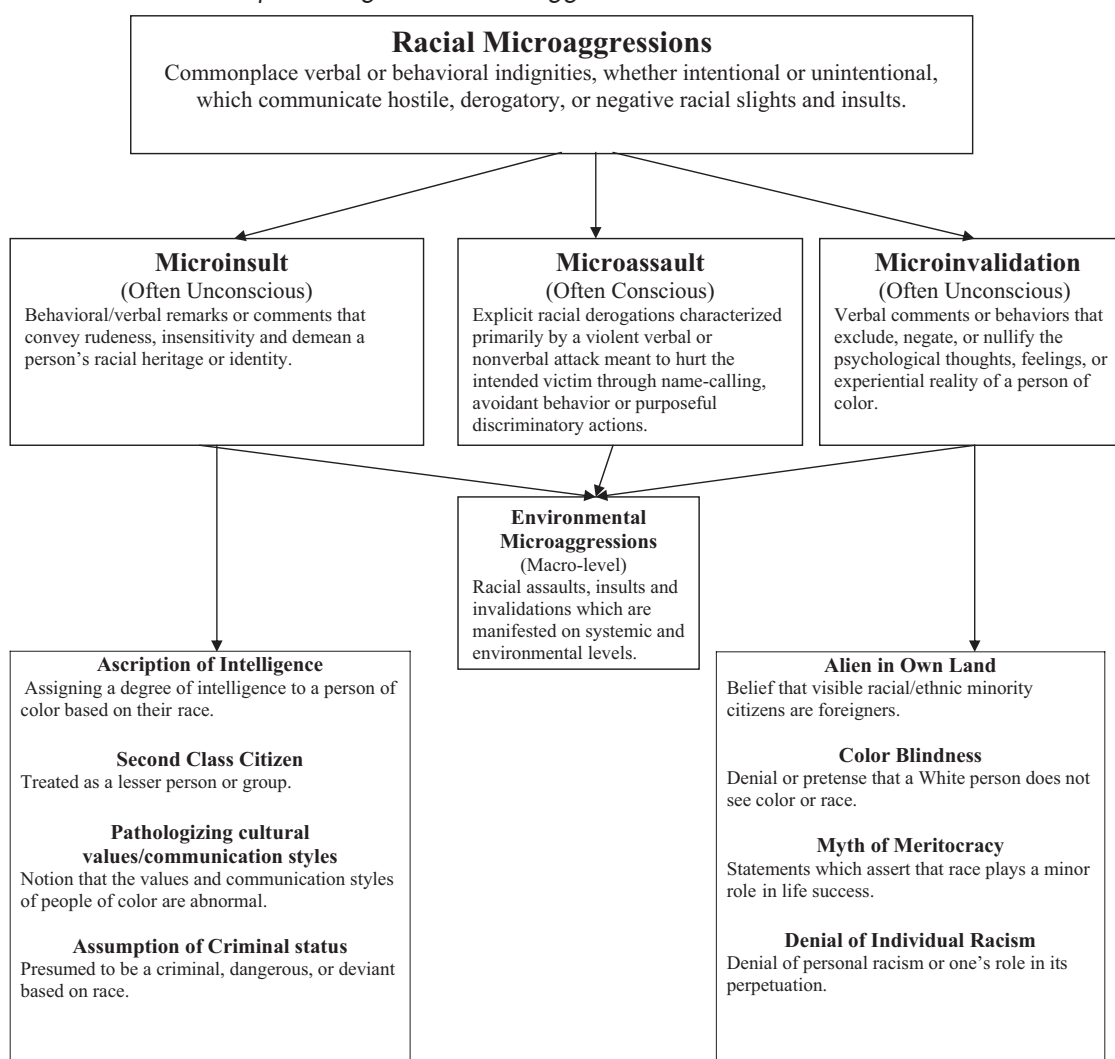 Racial Microaggressions
Commonplace verbal or behavioral indignities, whether intentional or unintentional,
which communicate hostile, derogatory, or negative racial slights and insults.
Microinsult
(Often Unconscious)
Behavioral/verbal remarks or comments that
convey rudeness, insensitivity and demean a
person's racial heritage or identity.
Microassault
(Often Conscious)
Explicit racial derogations characterized
primarily by a violent verbal or
nonverbal attack meant to hurt the
intended victim through name-calling,
avoidant behavior or purposeful
discriminatory actions.
Microinvalidation
(Often Unconscious)
Verbal comments or behaviors that
exclude, negate, or nullify the
psychological thoughts, feelings, or
experiential reality of a person of
color.
Environmental
Microaggressions
(Macro-level)
Racial assaults, insults and
invalidations which are
manifested on systemic and
environmental levels.
Ascription of Intelligence
Assigning a degree of intelligence to a person of
color based on their race.
Second Class Citizen
Treated as a lesser person or group.
Pathologizing cultural
values/communication styles
Notion that the values and communication styles
of people of color are abnormal.
Assumption of Criminal status
Presumed to be a criminal, dangerous, or deviant
based on race.
Alien in Own Land
Belief that visible racial/ethnic minority
citizens are foreigners.
Color Blindness
Denial or pretense that a White person does not
see color or race.
Myth of Meritocracy
Statements which assert that race plays a minor
role in life success.
Denial of Individual Racism
Denial of personal racism or one's role in its
perpetuation.